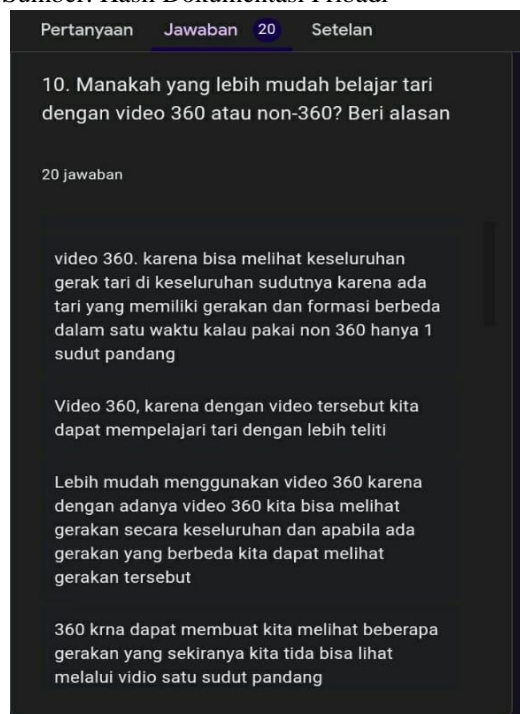 Sumber: Hasil Dokumentasi Pribadi
Pertanyaan Jawaban 20 Setelan
10. Manakah yang lebih mudah belajar tari
dengan video 360 atau non-360? Beri alasan
20 jawaban
video 360. karena bisa melihat keseluruhan
gerak tari di keseluruhan sudutnya karena ada
tari yang memiliki gerakan dan formasi berbeda
dalam satu waktu kalau pakai non 360 hanya 1
sudut pandang
Video 360, karena dengan video tersebut kita
dapat mempelajari tari dengan lebih teliti
Lebih mudah menggunakan video 360 karena
dengan adanya video 360 kita bisa melihat
gerakan secara keseluruhan dan apabila ada
gerakan yang berbeda kita dapat melihat
gerakan tersebut
360 krna dapat membuat kita melihat beberapa
gerakan yang sekiranya kita tida bisa lihat
melalui vidio satu sudut pandang